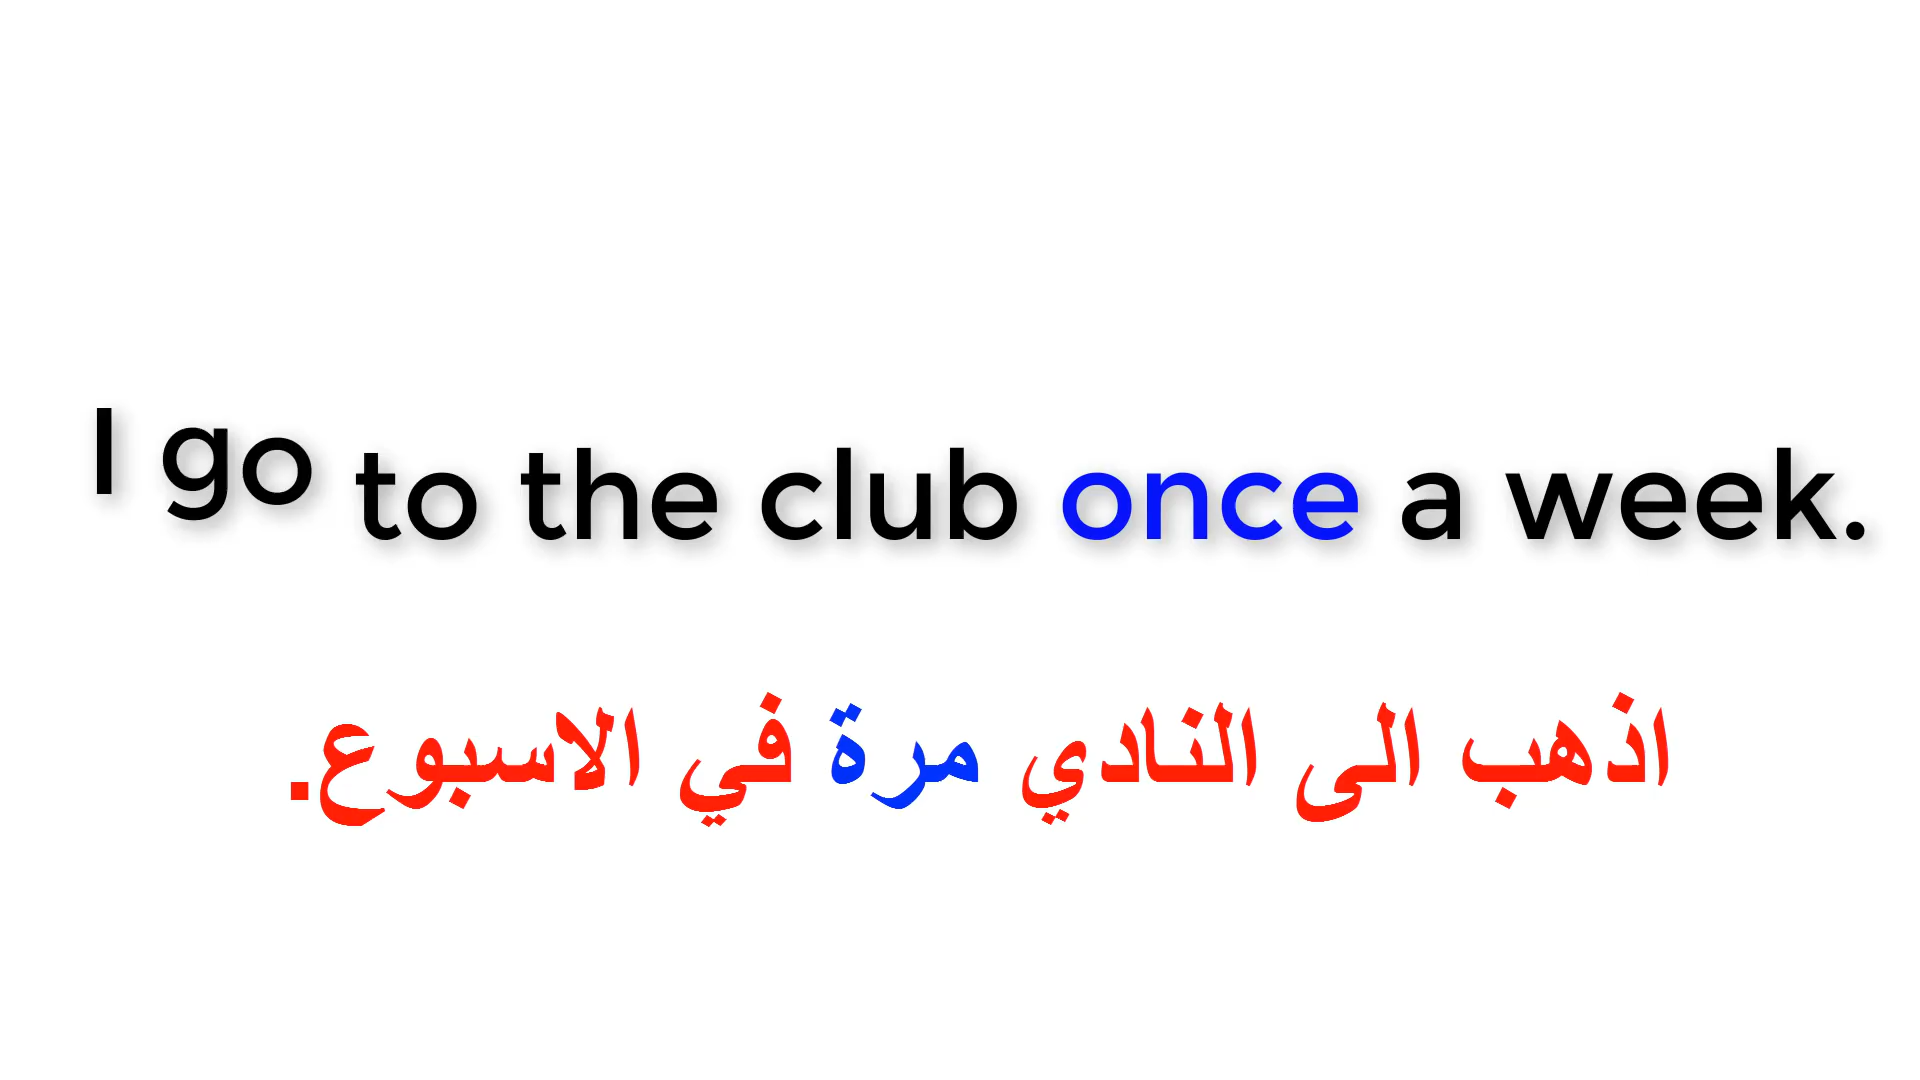 I go to the club once a week.
اذهب الى النادي مرة في الاسبوع.